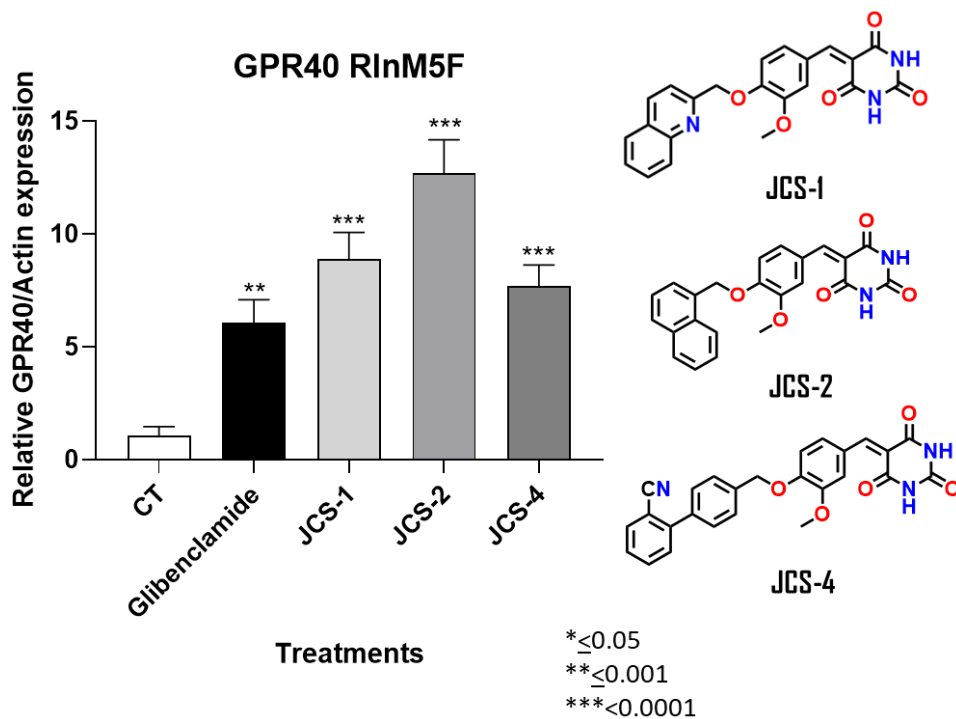 GPR40 RInM5F
Relative GPR40/Actin expression
15
10
5
0
**
***
***
***
CT
Glibenclamide
JCS-1
JCS-2
JCS-4
Treatments
O
NH
N
O
O
O
N
H
O
JCS-1
O
NH
O
O
O
N
H
O
JCS-2
O
CN
NH
O
O
O
N
H
O
JCS-4
*≤0.05
**≤0.001
***<0.0001